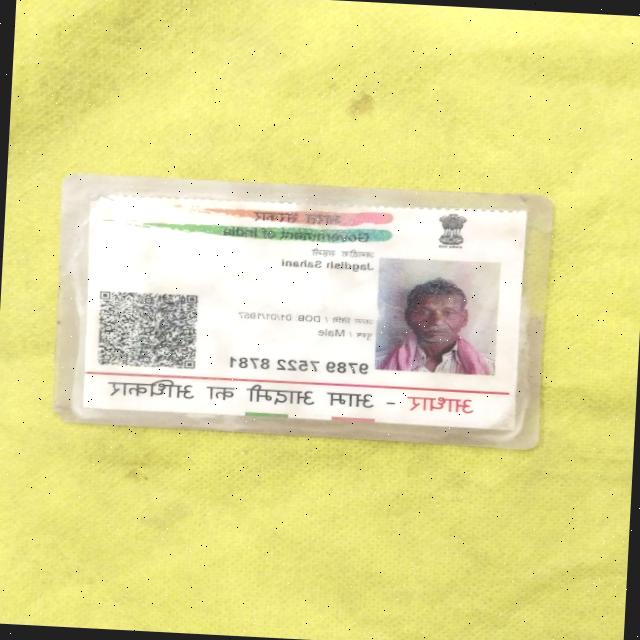 भारत सरकार
Government of India
जगदीश सहनी
Jagdish Sahani
जन्म तिथि / DOB: 01/01/1967
पुरुष / Male
9789 7522 8781
आधार - आम आदमी का अधिकार